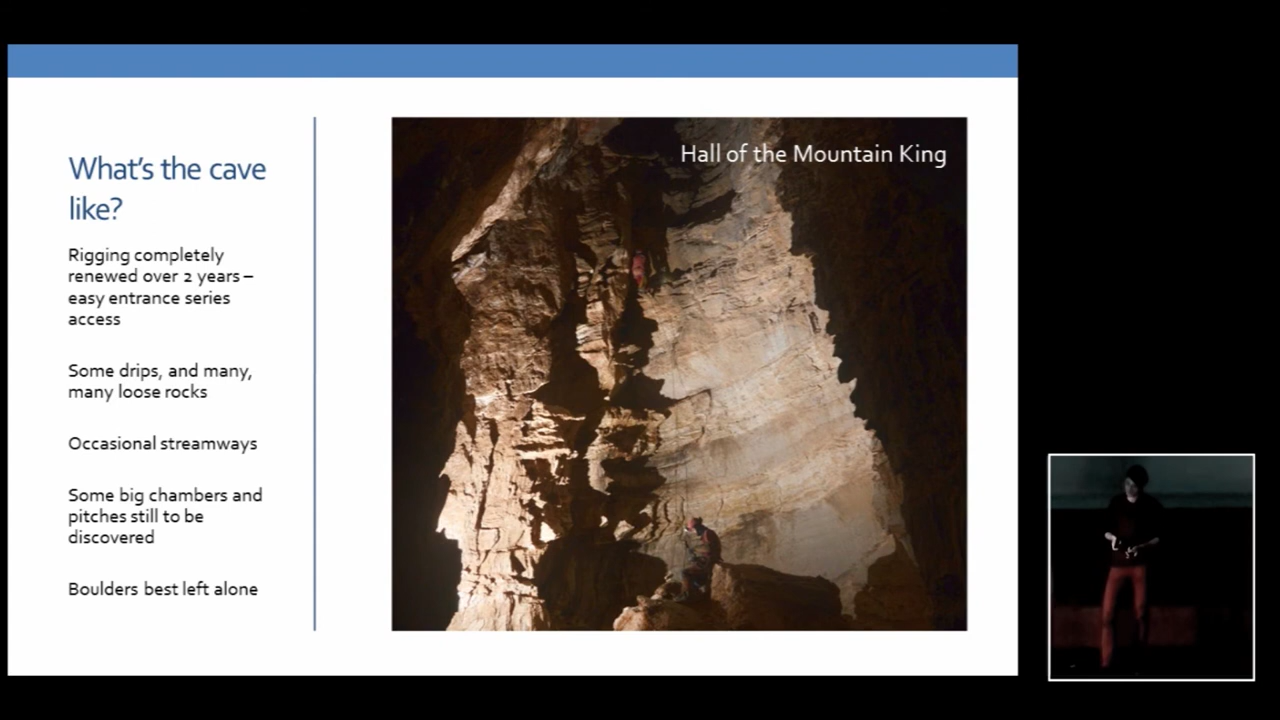 What's the cave
like?
Rigging completely
renewed over 2 years –
easy entrance series
access
Some drips, and many,
many loose rocks
Occasional streamways
Some big chambers and
pitches still to be
discovered
Boulders best left alone
Hall of the Mountain King